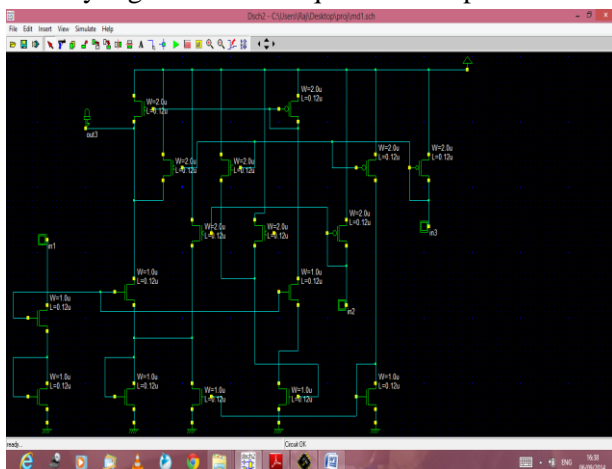 Dsch2 - C:\Users\Raj\Desktop\proj\md1.sch
File Edit Insert View Simulate Help
W=2.0u
L=0.12u
W=2.0u
L=0.12u
out3
W=2.0u
L=0.12u
W=2.0u
L=0.12u
W=2.0u
L=0.12u
W=2.0u
L=0.12u
W=2.0u
L=0.12u
W=2.0u
L=0.12u
W=2.0u
L=0.12u
in3
in1
W=1.0u
L=0.12u
W=1.0u
L=0.12u
W=1.0u
L=0.12u
in2
W=1.0u
L=0.12u
W=1.0u
L=0.12u
W=1.0u
L=0.12u
W=1.0u
L=0.12u
W=1.0u
L=0.12u
ready...
Circuit OK
ENG
16:38